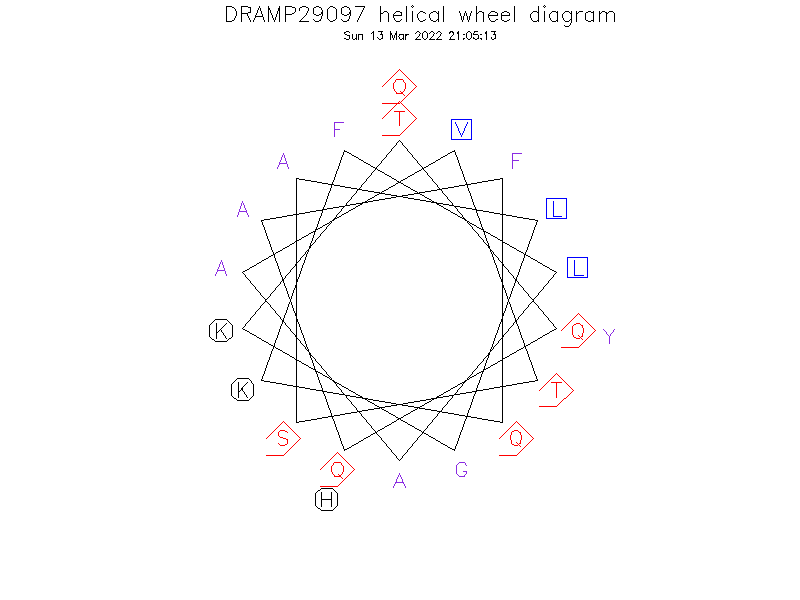 DRAMP29097 helical wheel diagram
Sun 13 Mar 2022 21:05:13
Q
T
F V
A F
A L
A L
K Q Y
K T
S Q
Q A G
H